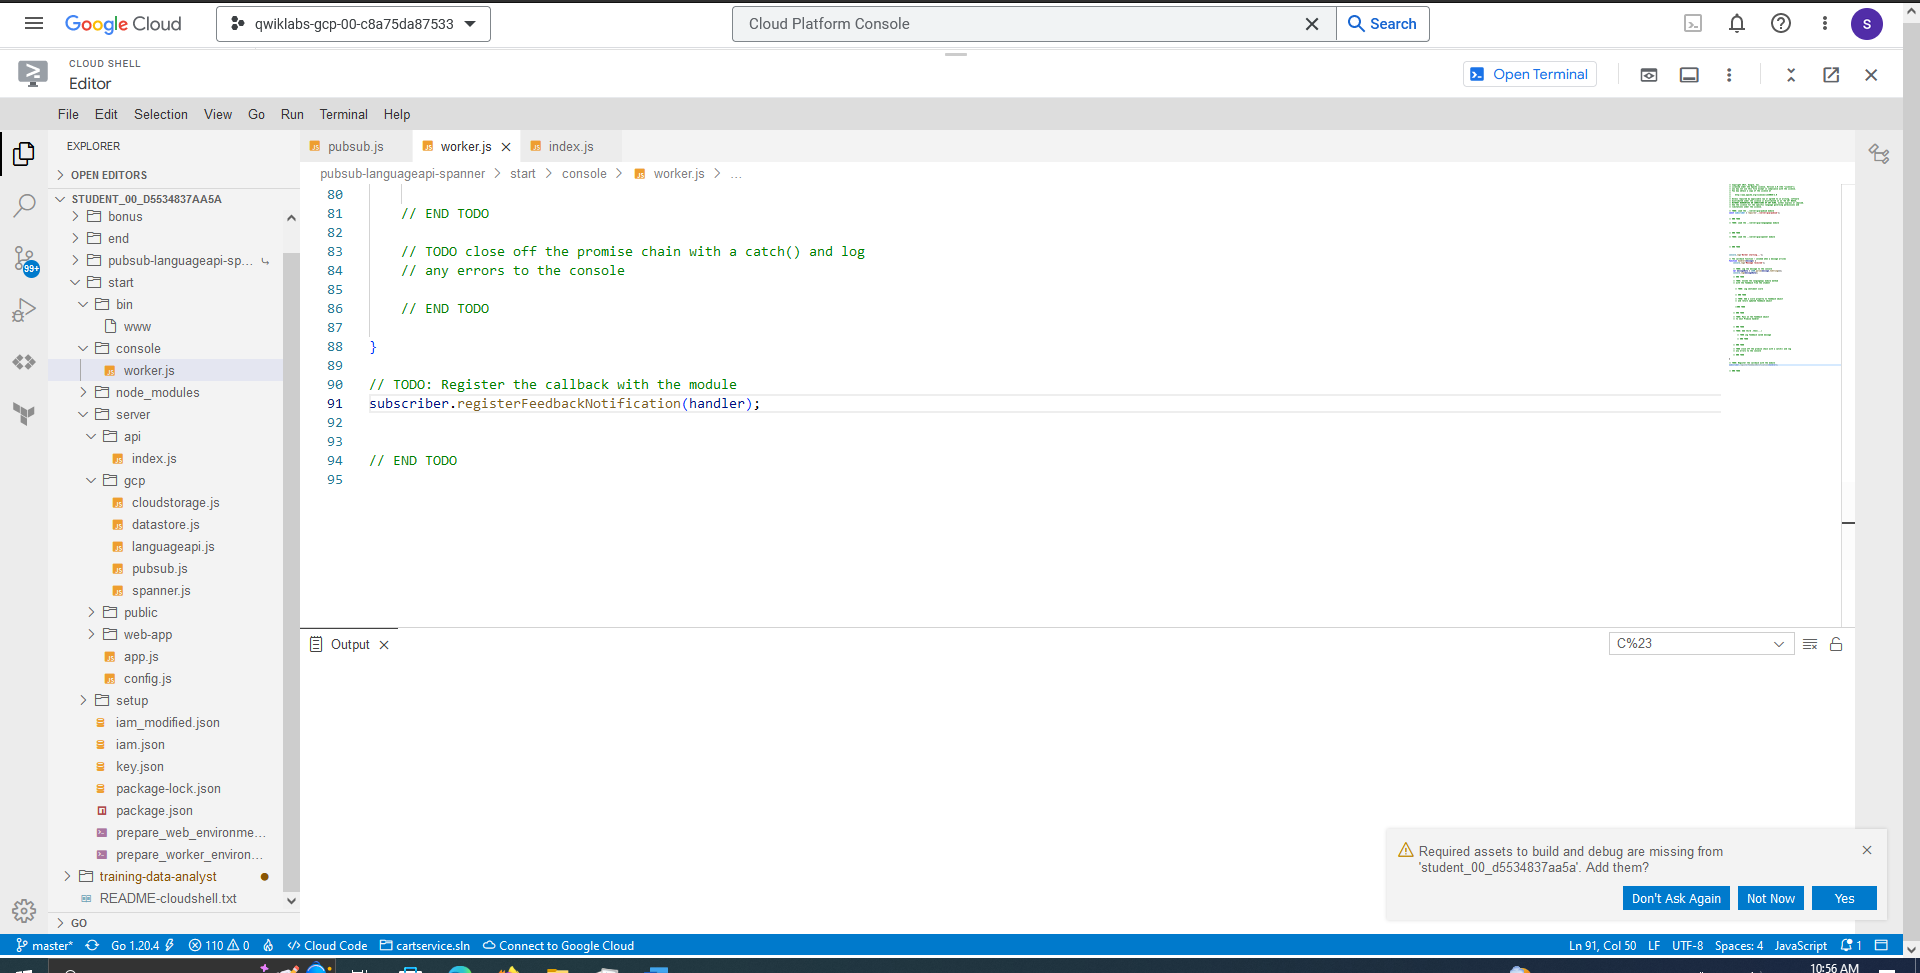 Google Cloud
qwiklabs-gcp-00-c8a75da87533
Cloud Platform Console
Search
S
CLOUD SHELL
Editor
Open Terminal
File Edit Selection View Go Run Terminal Help
EXPLORER
OPEN EDITORS
STUDENT_00_D5534837AA5A
bonus
end
pubsub-languageapi-sp...
start
bin
www
console
worker.js
node_modules
server
api
index.js
gcp
cloudstorage.js
datastore.js
languageapi.js
pubsub.js
spanner.js
public
web-app
app.js
config.js
setup
iam_modified.json
iam.json
key.json
package-lock.json
package.json
prepare_web_environme...
prepare_worker_environ...
training-data-analyst
README-cloudshell.txt
GO
99+
pubsub.js
worker.js
index.js
pubsub-languageapi-spanner > start > console > worker.js > ...
80
81 // END TODO
82
83 // TODO close off the promise chain with a catch() and log
84 // any errors to the console
85
86 // END TODO
87
88 }
89
90 // TODO: Register the callback with the module
91 subscriber.registerFeedbackNotification(handler);
92
93
94 // END TODO
95
Output
C%23
Required assets to build and debug are missing from
'student_00_d5534837aa5a'. Add them?
Don't Ask Again Not Now Yes
master* Go 1.20.4 110 0 Cloud Code cartservice.sln Connect to Google Cloud
Ln 91, Col 50 LF UTF-8 Spaces: 4 JavaScript 1
10:56 AM